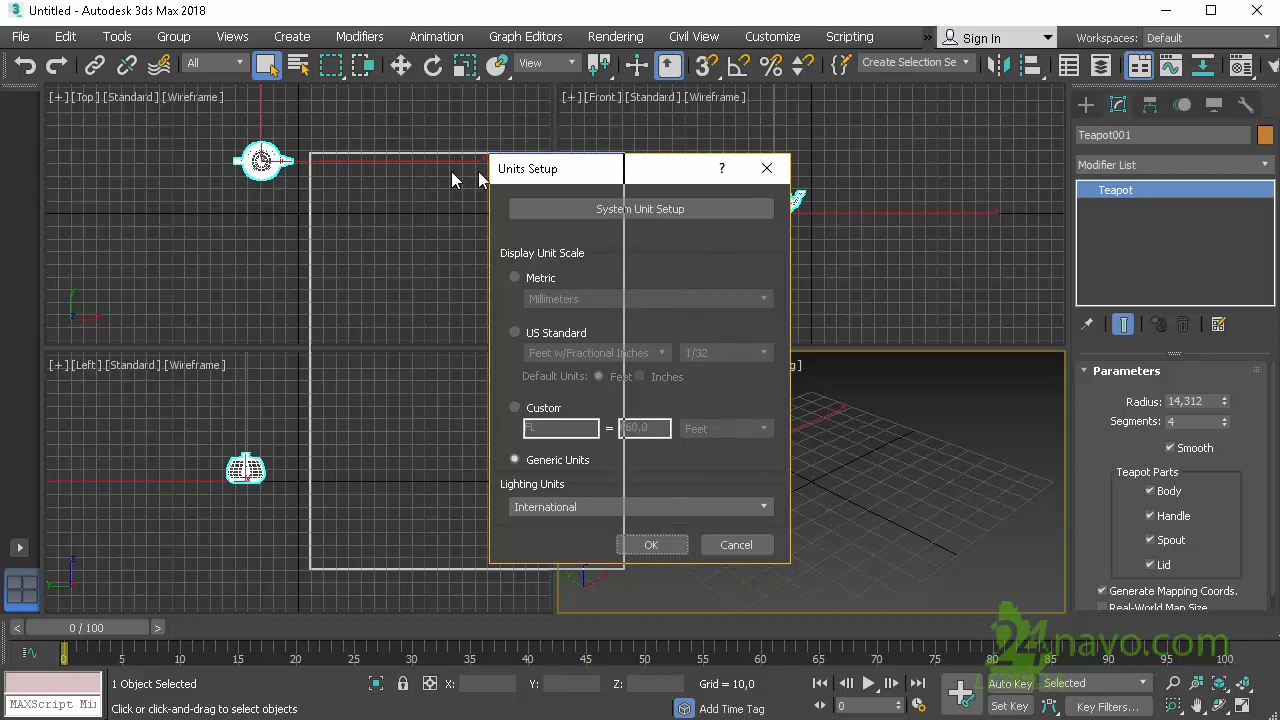 Untitled - Autodesk 3ds Max 2018
File Edit Tools Group Views Create Modifiers Animation Graph Editors Rendering Civil View Customize Scripting » Sign In Workspaces: Default
All View Create Selection Se
[+] [Top] [Standard] [Wireframe]
[+] [Front] [Standard] [Wireframe]
Teapot001
Modifier List
Teapot
Units Setup ?
System Unit Setup
Display Unit Scale
Metric
Millimeters
US Standard
Feet w/Fractional Inches 1/32
Default Units: Feet Inches
Custom
FL = 660,0 Feet
Generic Units
Lighting Units
International
OK Cancel
[+] [Left] [Standard] [Wireframe]
Parameters
Radius: 14,312
Segments: 4
Smooth
Teapot Parts
Body
Handle
Spout
Lid
Generate Mapping Coords.
Real-World Map Size
24navo.com
< 0 / 100 >
0 5 10 15 20 25 30 35 40 45 50 55 60 65 70 75 80 85 90 95 100
1 Object Selected X: Y: Z: Grid = 10,0 Auto Key Selected
MAXScript Mi Click or click-and-drag to select objects Add Time Tag 0 Set Key Key Filters...